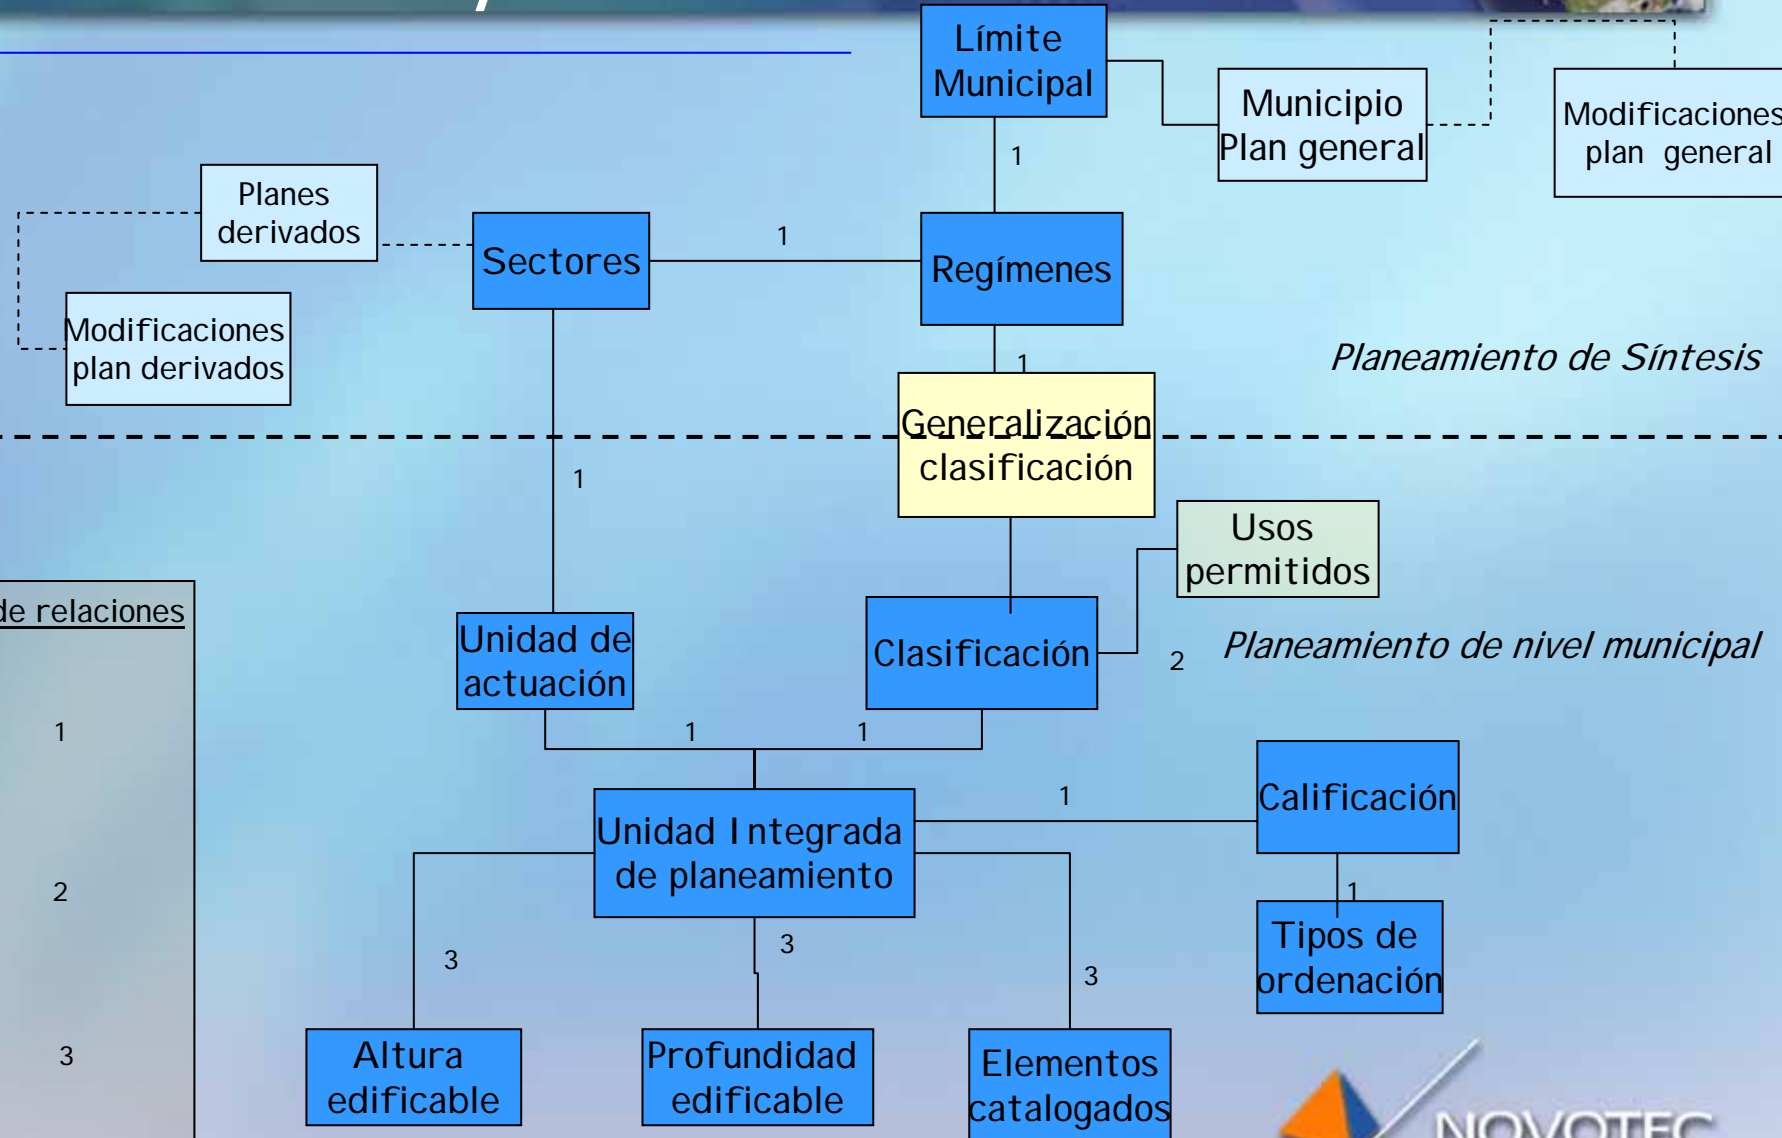 Límite
Municipal
Municipio
Plan general
Modificaciones
plan general
1
Planes
derivados
Sectores
1
Regímenes
Modificaciones
plan derivados
1
Planeamiento de Síntesis
Generalización
clasificación
1
Usos
permitidos
de relaciones
Unidad de
actuación
Clasificación
2
Planeamiento de nivel municipal
1
1
1
Unidad Integrada
de planeamiento
1
Calificación
2
1
Tipos de
ordenación
3
3
3
3
Altura
edificable
Profundidad
edificable
Elementos
catalogados
NOVOTEC